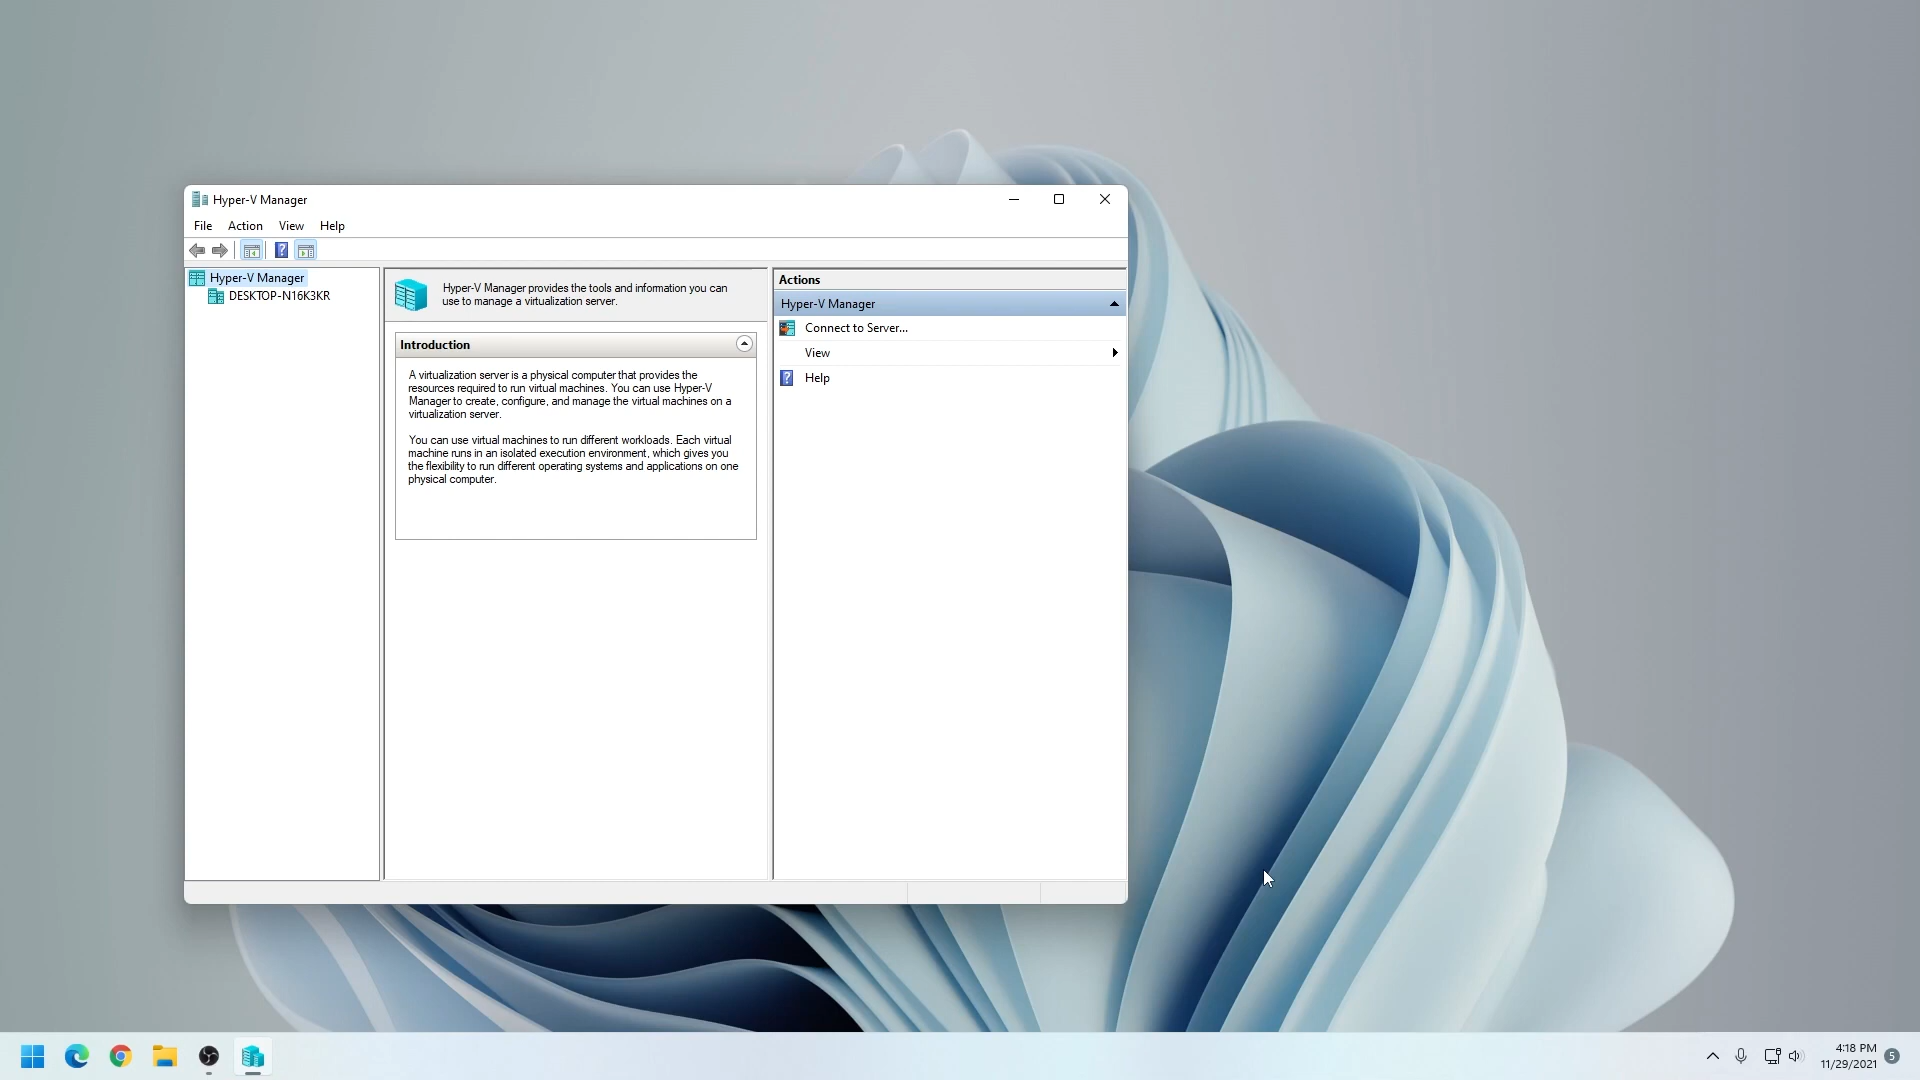 Hyper-V Manager
File Action View Help
Hyper-V Manager
DESKTOP-N16K3KR
Hyper-V Manager provides the tools and information you can
use to manage a virtualization server.
Introduction
A virtualization server is a physical computer that provides the
resources required to run virtual machines. You can use Hyper-V
Manager to create, configure, and manage the virtual machines on a
virtualization server.
You can use virtual machines to run different workloads. Each virtual
machine runs in an isolated execution environment, which gives you
the flexibility to run different operating systems and applications on one
physical computer.
Actions
Hyper-V Manager
Connect to Server...
View
Help
4:18 PM
11/29/2021
5